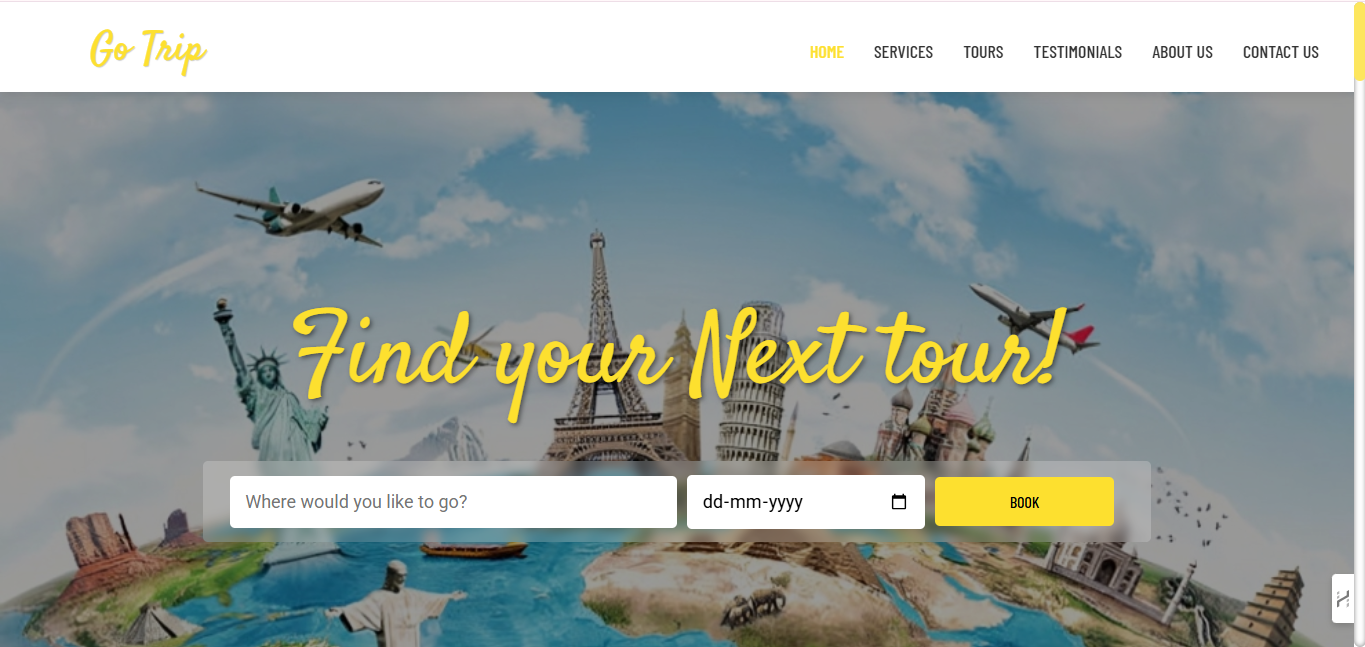 Go Trip
HOME SERVICES TOURS TESTIMONIALS ABOUT US CONTACT US
Find your Next tour!
Where would you like to go? dd-mm-yyyy BOOK